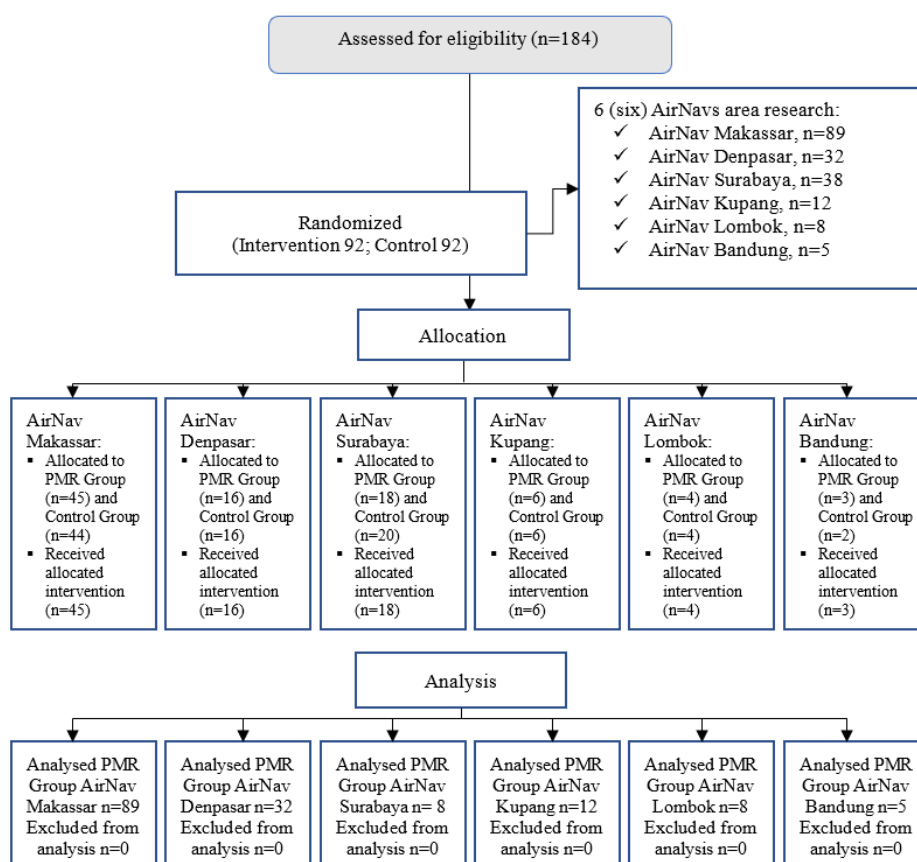 Assessed for eligibility (n=184)
6 (six) AirNavs area research:
✓ AirNav Makassar, n=89
✓ AirNav Denpasar, n=32
✓ AirNav Surabaya, n=38
✓ AirNav Kupang, n=12
✓ AirNav Lombok, n=8
✓ AirNav Bandung, n=5
Randomized
(Intervention 92; Control 92)
Allocation
AirNav
Makassar:
▪ Allocated to
PMR Group
(n=45) and
Control Group
(n=44)
▪ Received
allocated
intervention
(n=45)
AirNav
Denpasar:
▪ Allocated to
PMR Group
(n=16) and
Control Group
(n=16)
▪ Received
allocated
intervention
(n=16)
AirNav
Surabaya:
▪ Allocated to
PMR Group
(n=18) and
Control Group
(n=20)
▪ Received
allocated
intervention
(n=18)
AirNav
Kupang:
▪ Allocated to
PMR Group
(n=6) and
Control Group
(n=6)
▪ Received
allocated
intervention
(n=6)
AirNav
Lombok:
▪ Allocated to
PMR Group
(n=4) and
Control Group
(n=4)
▪ Received
allocated
intervention
(n=4)
AirNav
Bandung:
▪ Allocated to
PMR Group
(n=3) and
Control Group
(n=2)
▪ Received
allocated
intervention
(n=3)
Analysis
Analysed PMR
Group AirNav
Makassar n=89
Excluded from
analysis n=0
Analysed PMR
Group AirNav
Denpasar n=32
Excluded from
analysis n=0
Analysed PMR
Group AirNav
Surabaya n= 8
Excluded from
analysis n=0
Analysed PMR
Group AirNav
Kupang n=12
Excluded from
analysis n=0
Analysed PMR
Group AirNav
Lombok n=8
Excluded from
analysis n=0
Analysed PMR
Group AirNav
Bandung n=5
Excluded from
analysis n=0